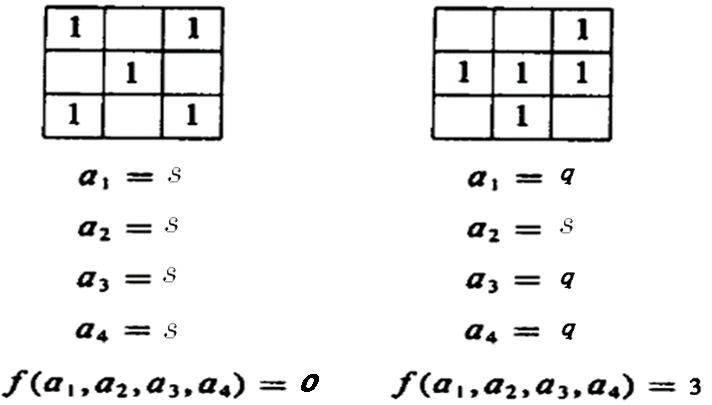 1 1 1
1 1 1 1
1 1 1
a₁ = s a₁ = q
a₂ = s a₂ = s
a₃ = s a₃ = q
a₄ = s a₄ = q
f(a₁,a₂,a₃,a₄) = 0 f(a₁,a₂,a₃,a₄) = 3